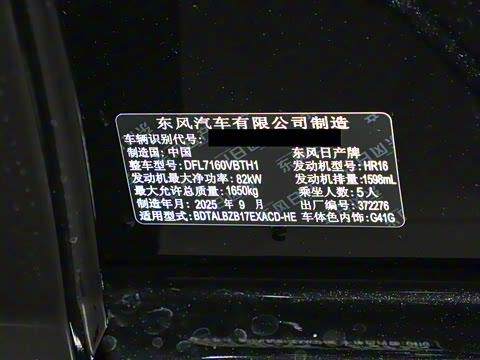 东风汽车有限公司制造
车辆识别代号:
制造国: 中国 东风日产牌
整车型号: DFL7160VBTH1 发动机型号: HR16
发动机最大净功率: 82kW 发动机排量: 1598mL
最大允许总质量: 1650kg 乘坐人数: 5人
制造年月: 2025 年 9 月 出厂编号: 372276
适用型式: BDTALBZB17EXACD-HE 车体色内饰: G41G